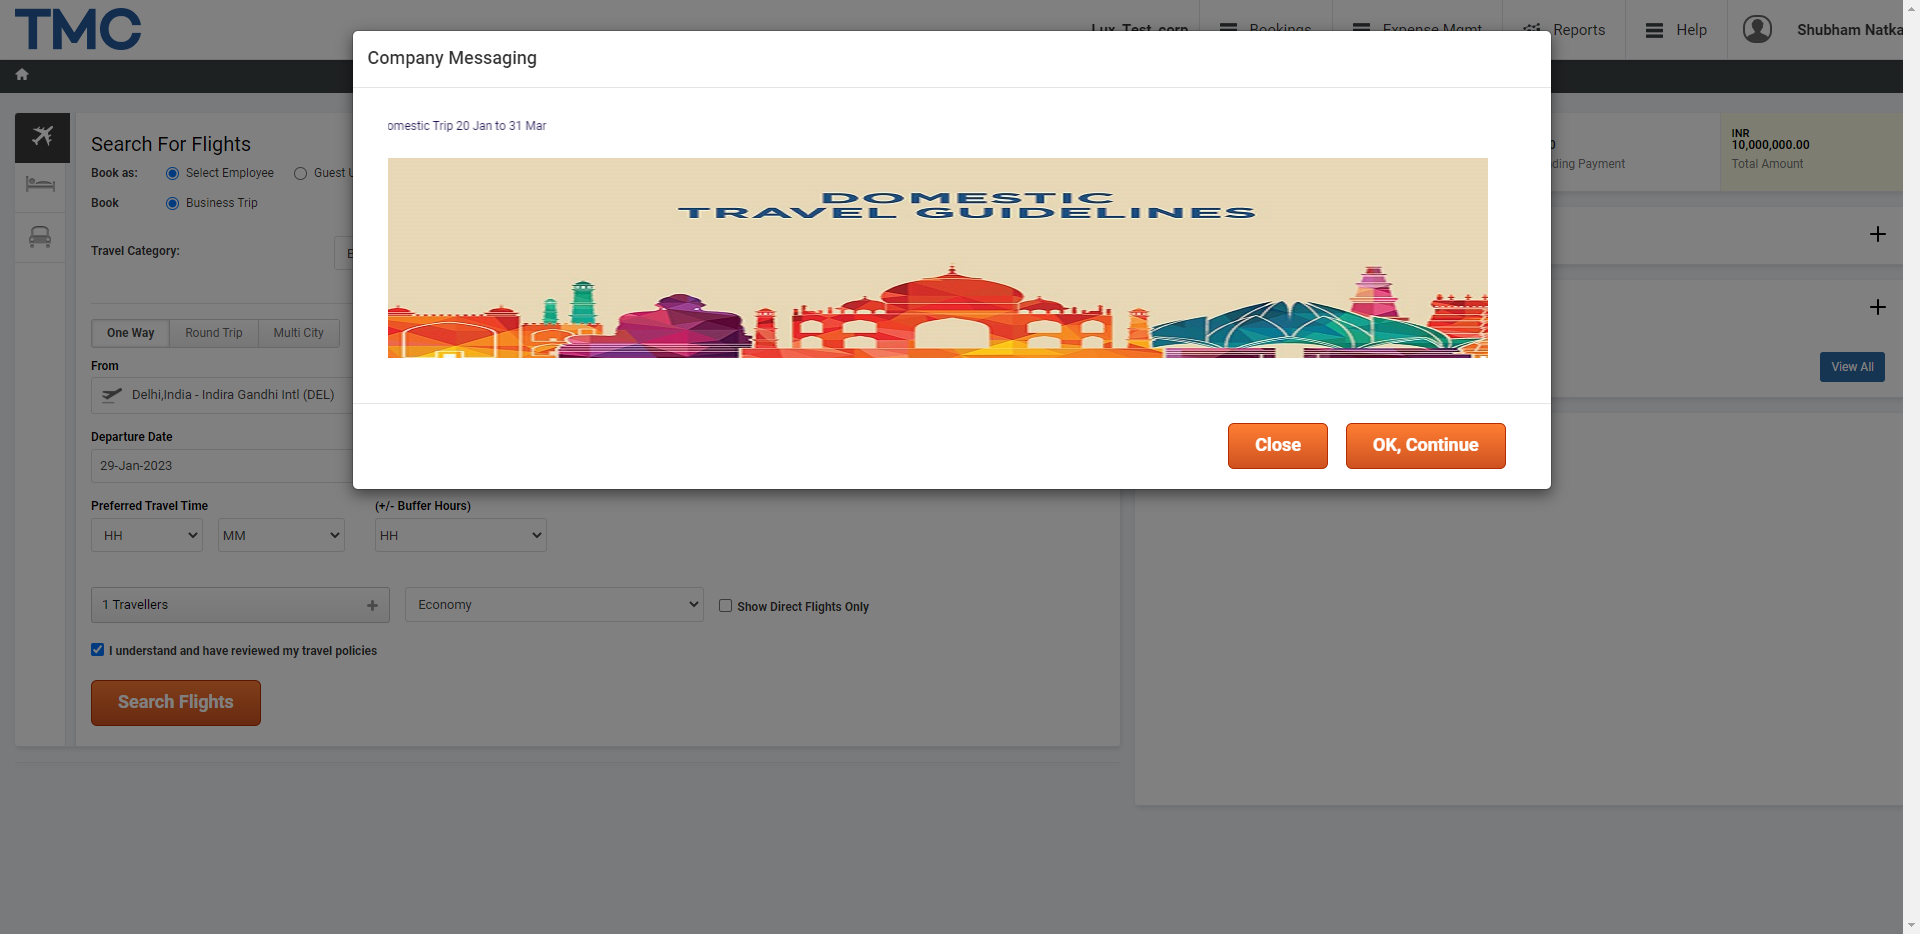 TMC
Lux_Test_corp
Bookings
Expense Mgmt
Reports
Help
Shubham Natka
Company Messaging
omestic Trip 20 Jan to 31 Mar
DOMESTIC
TRAVEL GUIDELINES
Close
OK, Continue
Search For Flights
Book as:
Select Employee
Guest
Book
Business Trip
Travel Category:
One Way
Round Trip
Multi City
From
Delhi,India - Indira Gandhi Intl (DEL)
Departure Date
29-Jan-2023
Preferred Travel Time
(+/- Buffer Hours)
HH
MM
HH
1 Travellers
Economy
Show Direct Flights Only
I understand and have reviewed my travel policies
Search Flights
ding Payment
INR
10,000,000.00
Total Amount
View All